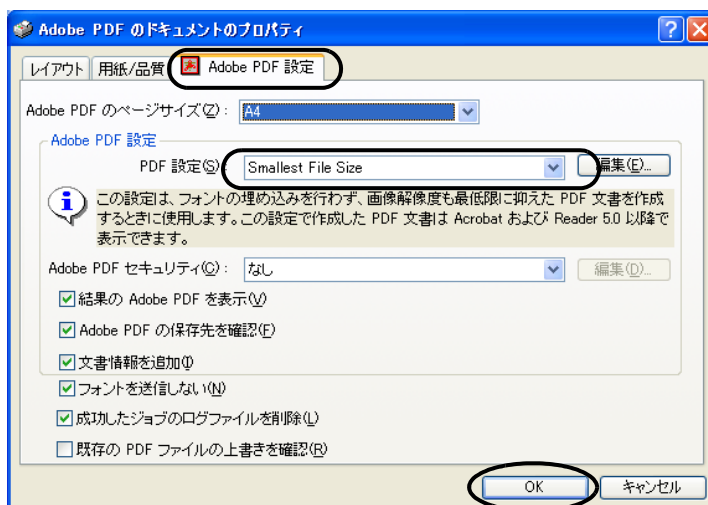 Adobe PDF のドキュメントのプロパティ
レイアウト 用紙/品質 Adobe PDF 設定
Adobe PDF のページサイズ(Z): A4
Adobe PDF 設定
PDF 設定(S): Smallest File Size 編集(E)...
この設定は、フォントの埋め込みを行わず、画像解像度も最低限に抑えた PDF 文書を作成
するときに使用します。この設定で作成した PDF 文書は Acrobat および Reader 5.0 以降で
表示できます。
Adobe PDF セキュリティ(C): なし 編集(D)...
結果の Adobe PDF を表示(V)
Adobe PDF の保存先を確認(F)
文書情報を追加(I)
フォントを送信しない(N)
成功したジョブのログファイルを削除(L)
既存の PDF ファイルの上書きを確認(R)
OK キャンセル